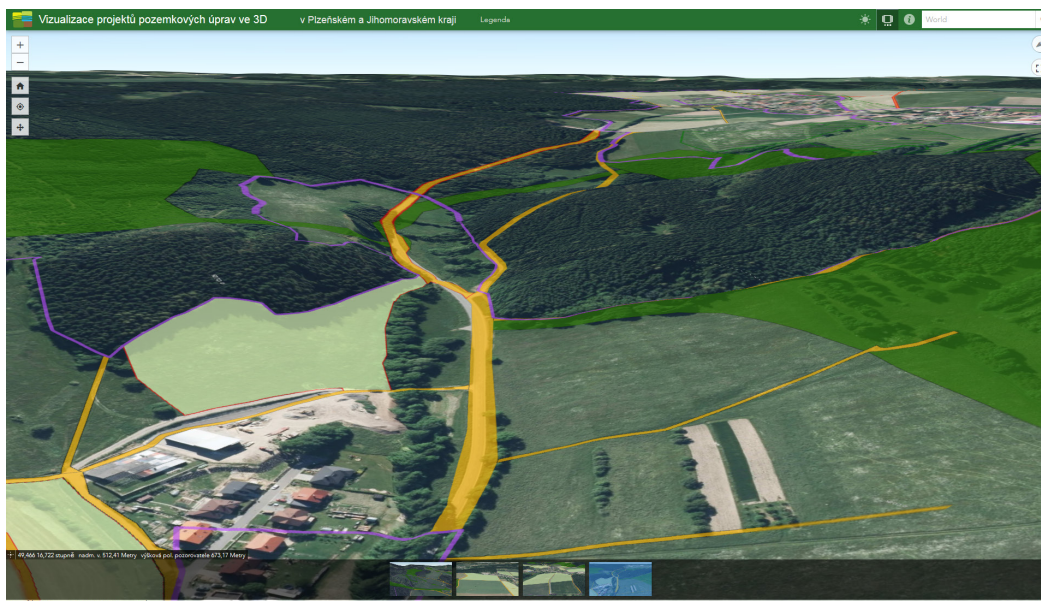 Vizualizace projektů pozemkových úprav ve 3D v Plzeňském a Jihomoravském kraji Legenda World
49,466 16,722 stupně nadm. v. 512,41 Metry výšková pol. pozorovatele 673,17 Metry